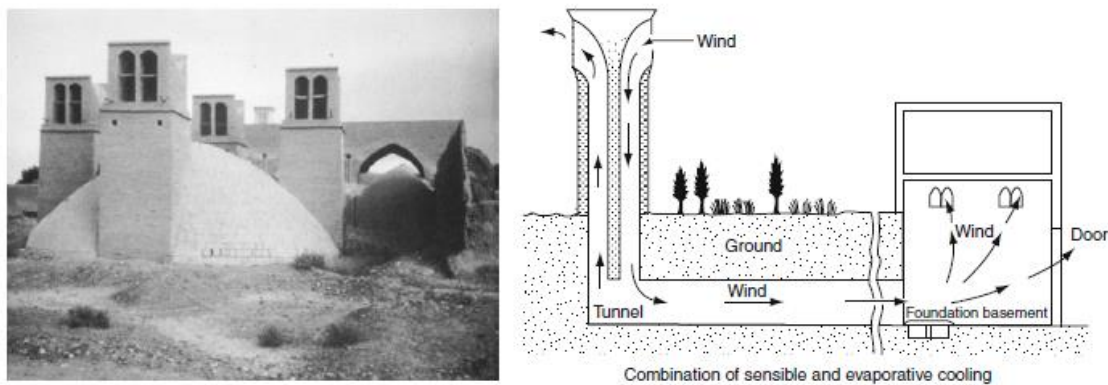 Wind
Ground
Wind
Door
Wind
Tunnel
Foundation basement
Combination of sensible and evaporative cooling